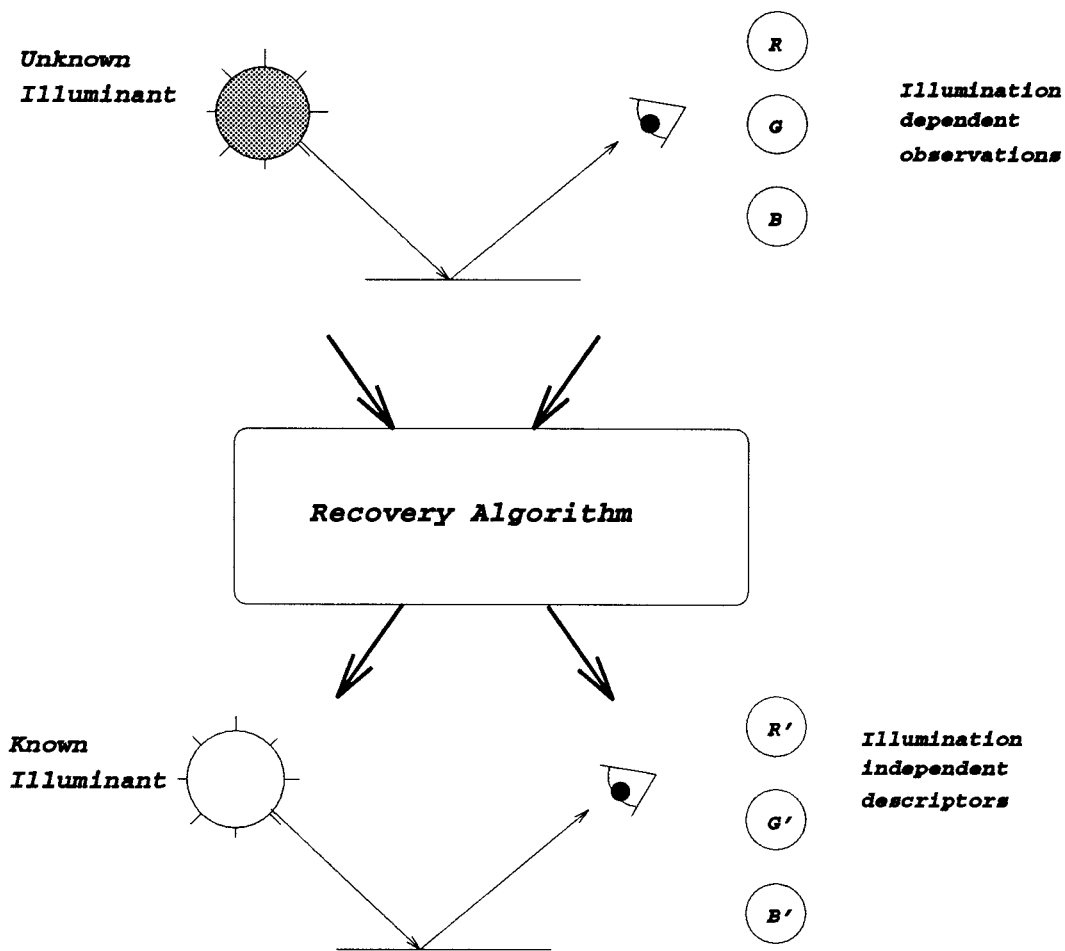 Unknown
Illuminant
R
G
B
Illumination
dependent
observations
Recovery Algorithm
Known
Illuminant
R'
G'
B'
Illumination
independent
descriptors